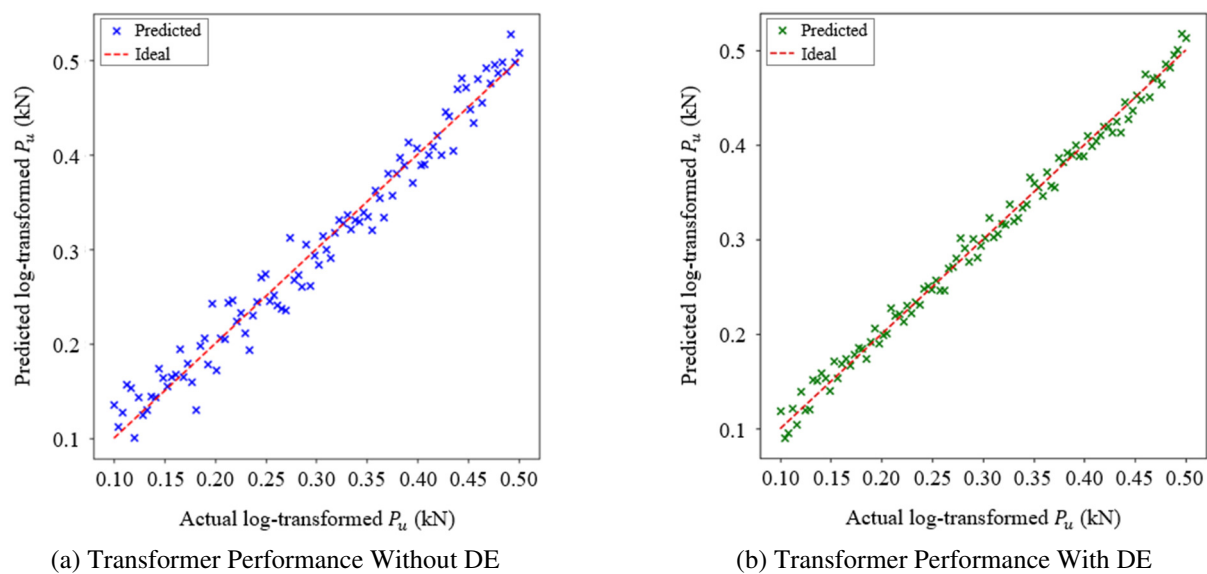 Predicted
Ideal
0.5
0.4
0.3
0.2
0.1
Predicted log-transformed P_u (kN)
0.10 0.15 0.20 0.25 0.30 0.35 0.40 0.45 0.50
Actual log-transformed P_u (kN)
(a) Transformer Performance Without DE
Predicted
Ideal
0.5
0.4
0.3
0.2
0.1
Predicted log-transformed P_u (kN)
0.10 0.15 0.20 0.25 0.30 0.35 0.40 0.45 0.50
Actual log-transformed P_u (kN)
(b) Transformer Performance With DE